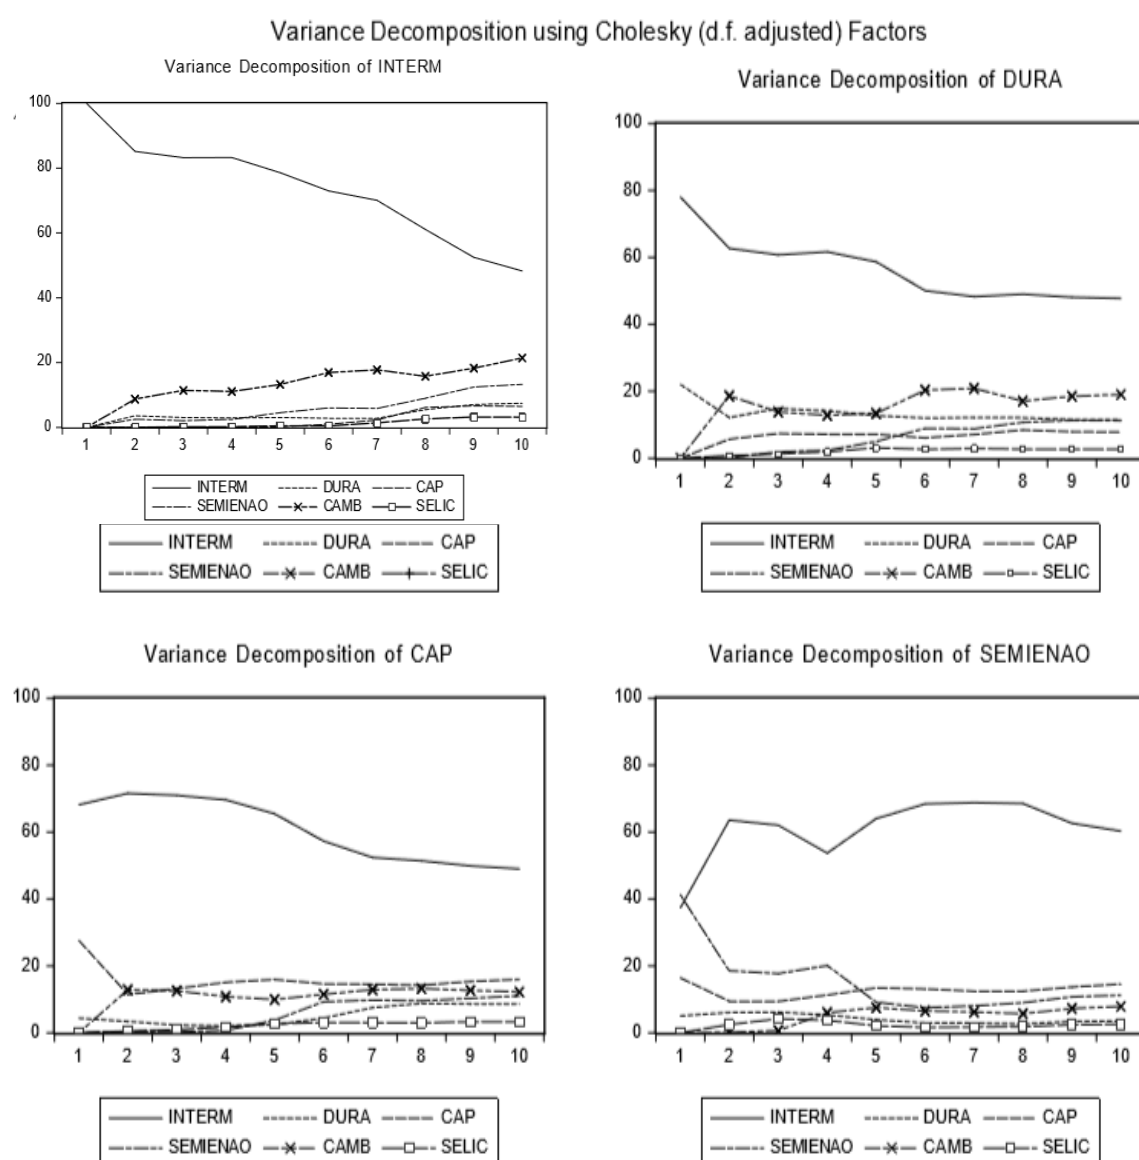 Variance Decomposition using Cholesky (d.f. adjusted) Factors
Variance Decomposition of INTERM
100
80
60
40
20
0
1 2 3 4 5 6 7 8 9 10
INTERM DURA CAP
SEMIENAO CAMB SELIC
INTERM DURA CAP
SEMIENAO CAMB SELIC
Variance Decomposition of DURA
100
80
60
40
20
0
1 2 3 4 5 6 7 8 9 10
INTERM DURA CAP
SEMIENAO CAMB SELIC
Variance Decomposition of CAP
100
80
60
40
20
0
1 2 3 4 5 6 7 8 9 10
INTERM DURA CAP
SEMIENAO CAMB SELIC
Variance Decomposition of SEMIENAO
100
80
60
40
20
0
1 2 3 4 5 6 7 8 9 10
INTERM DURA CAP
SEMIENAO CAMB SELIC